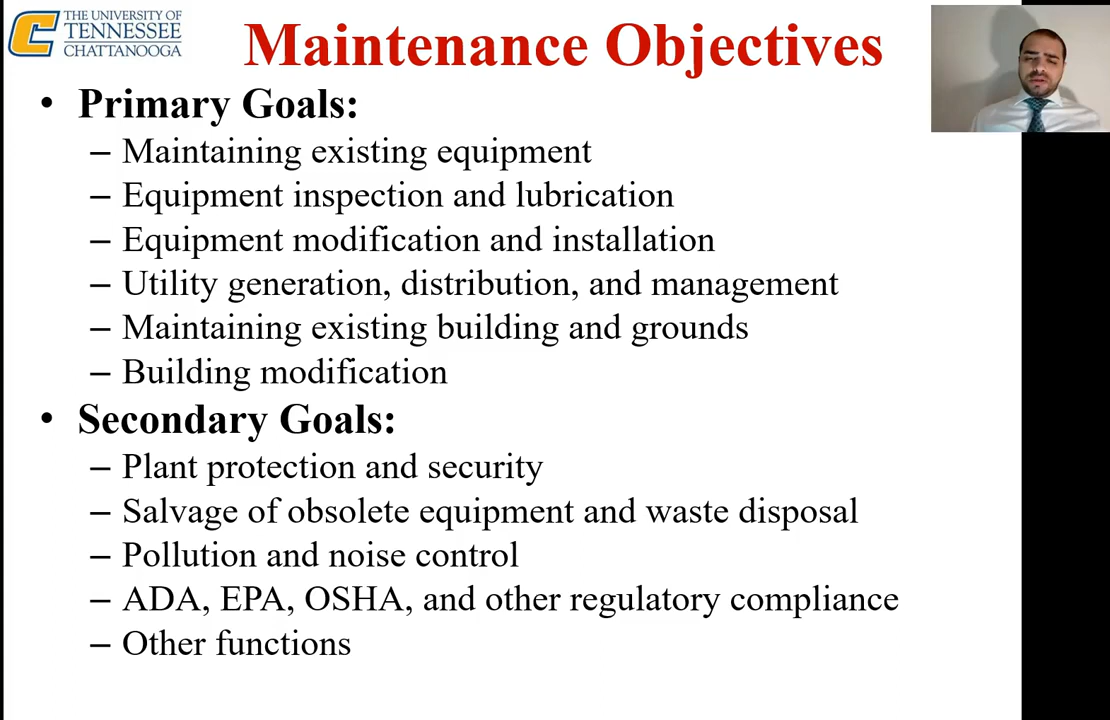 THE UNIVERSITY OF
TENNESSEE
CHATTANOOGA
Maintenance Objectives
• Primary Goals:
– Maintaining existing equipment
– Equipment inspection and lubrication
– Equipment modification and installation
– Utility generation, distribution, and management
– Maintaining existing building and grounds
– Building modification
• Secondary Goals:
– Plant protection and security
– Salvage of obsolete equipment and waste disposal
– Pollution and noise control
– ADA, EPA, OSHA, and other regulatory compliance
– Other functions